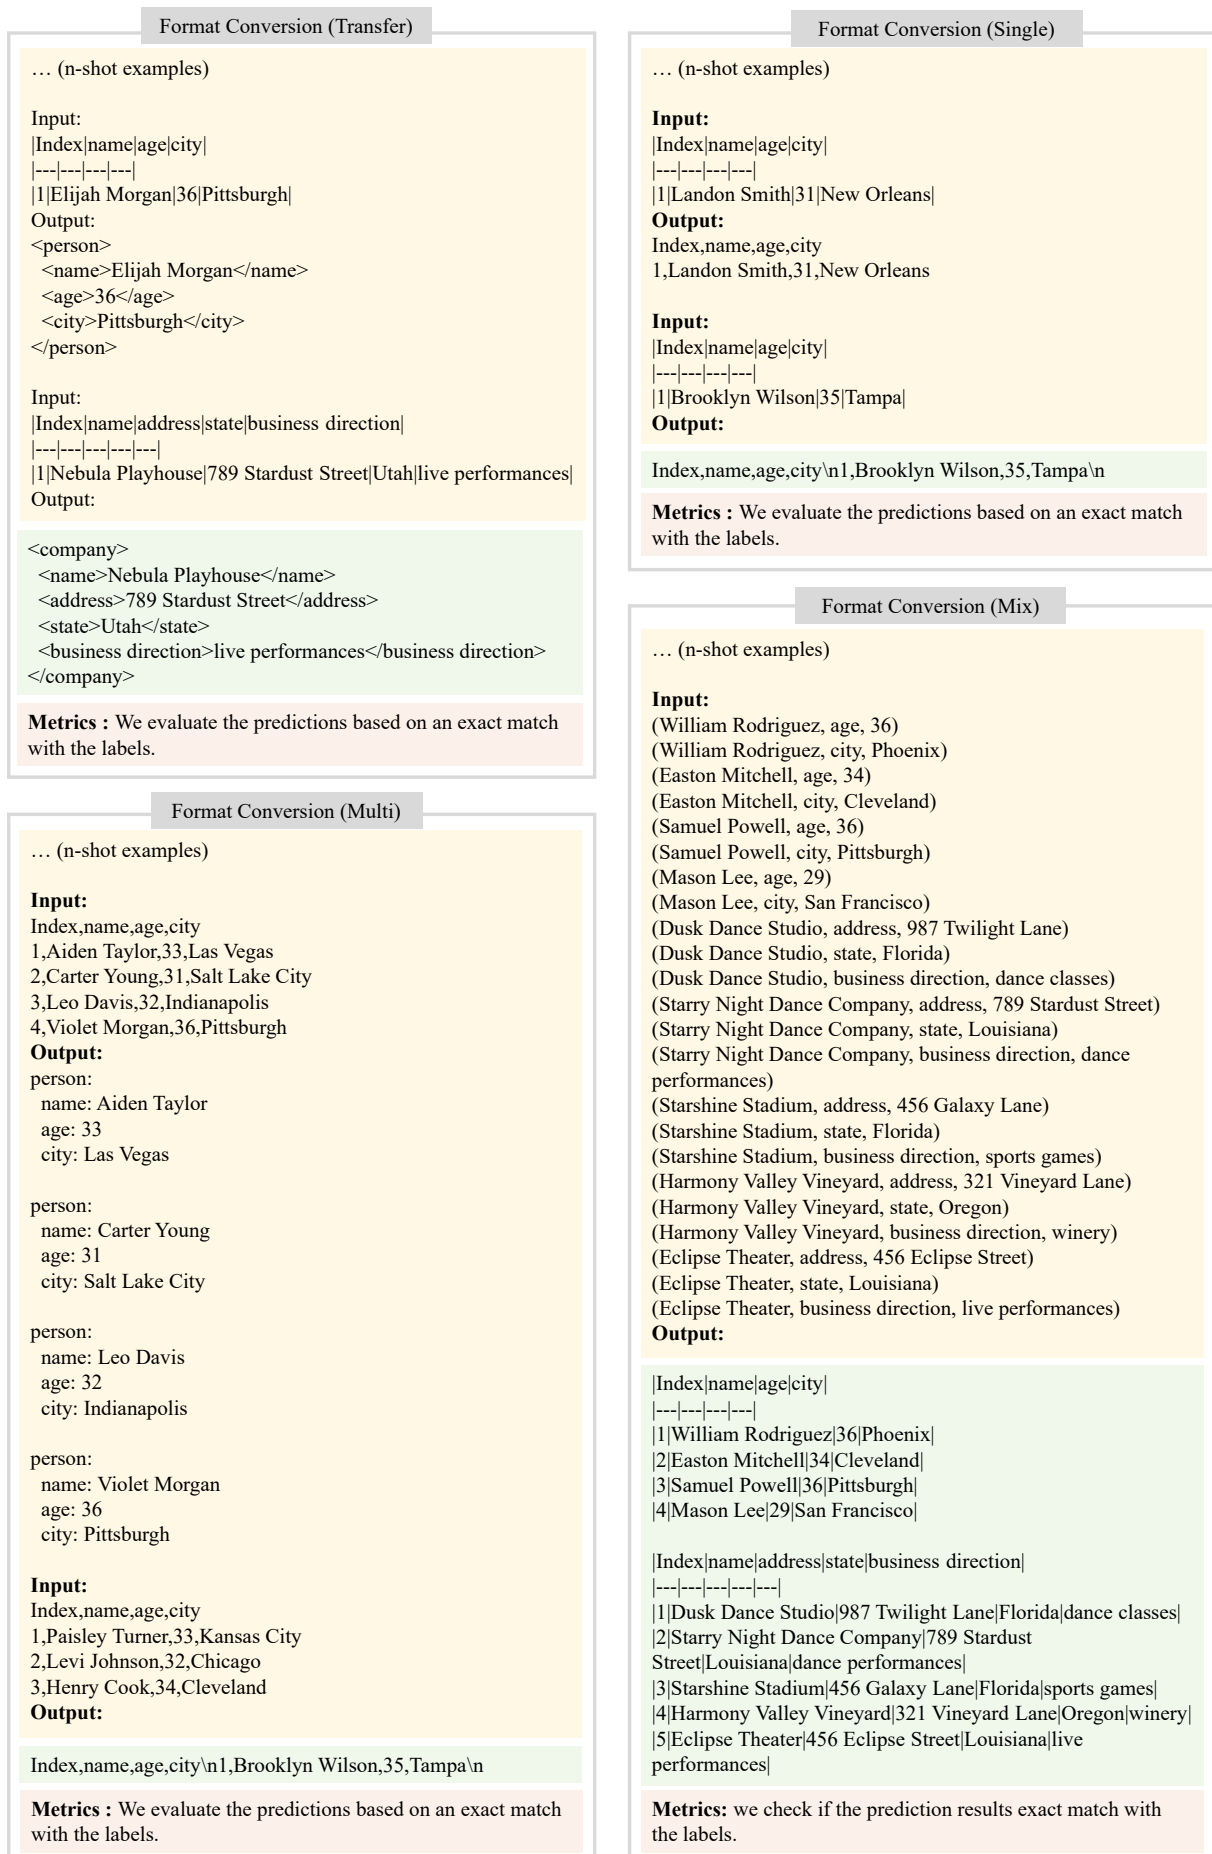 Format Conversion (Transfer)
… (n-shot examples)
Input:
|Index|name|age|city|
|---|---|---|---|
|1|Elijah Morgan|36|Pittsburgh|
Output:
<person>
  <name>Elijah Morgan</name>
  <age>36</age>
  <city>Pittsburgh</city>
</person>
Input:
|Index|name|address|state|business direction|
|---|---|---|---|---|
|1|Nebula Playhouse|789 Stardust Street|Utah|live performances|
Output:
<company>
  <name>Nebula Playhouse</name>
  <address>789 Stardust Street</address>
  <state>Utah</state>
  <business direction>live performances</business direction>
</company>
Metrics : We evaluate the predictions based on an exact match
with the labels.
Format Conversion (Multi)
… (n-shot examples)
Input:
Index,name,age,city
1,Aiden Taylor,33,Las Vegas
2,Carter Young,31,Salt Lake City
3,Leo Davis,32,Indianapolis
4,Violet Morgan,36,Pittsburgh
Output:
person:
  name: Aiden Taylor
  age: 33
  city: Las Vegas
person:
  name: Carter Young
  age: 31
  city: Salt Lake City
person:
  name: Leo Davis
  age: 32
  city: Indianapolis
person:
  name: Violet Morgan
  age: 36
  city: Pittsburgh
Input:
Index,name,age,city
1,Paisley Turner,33,Kansas City
2,Levi Johnson,32,Chicago
3,Henry Cook,34,Cleveland
Output:
Index,name,age,city\n1,Brooklyn Wilson,35,Tampa\n
Metrics : We evaluate the predictions based on an exact match
with the labels.
Format Conversion (Single)
… (n-shot examples)
Input:
|Index|name|age|city|
|---|---|---|---|
|1|Landon Smith|31|New Orleans|
Output:
Index,name,age,city
1,Landon Smith,31,New Orleans
Input:
|Index|name|age|city|
|---|---|---|---|
|1|Brooklyn Wilson|35|Tampa|
Output:
Index,name,age,city\n1,Brooklyn Wilson,35,Tampa\n
Metrics : We evaluate the predictions based on an exact match
with the labels.
Format Conversion (Mix)
… (n-shot examples)
Input:
(William Rodriguez, age, 36)
(William Rodriguez, city, Phoenix)
(Easton Mitchell, age, 34)
(Easton Mitchell, city, Cleveland)
(Samuel Powell, age, 36)
(Samuel Powell, city, Pittsburgh)
(Mason Lee, age, 29)
(Mason Lee, city, San Francisco)
(Dusk Dance Studio, address, 987 Twilight Lane)
(Dusk Dance Studio, state, Florida)
(Dusk Dance Studio, business direction, dance classes)
(Starry Night Dance Company, address, 789 Stardust Street)
(Starry Night Dance Company, state, Louisiana)
(Starry Night Dance Company, business direction, dance
performances)
(Starshine Stadium, address, 456 Galaxy Lane)
(Starshine Stadium, state, Florida)
(Starshine Stadium, business direction, sports games)
(Harmony Valley Vineyard, address, 321 Vineyard Lane)
(Harmony Valley Vineyard, state, Oregon)
(Harmony Valley Vineyard, business direction, winery)
(Eclipse Theater, address, 456 Eclipse Street)
(Eclipse Theater, state, Louisiana)
(Eclipse Theater, business direction, live performances)
Output:
|Index|name|age|city|
|---|---|---|---|
|1|William Rodriguez|36|Phoenix|
|2|Easton Mitchell|34|Cleveland|
|3|Samuel Powell|36|Pittsburgh|
|4|Mason Lee|29|San Francisco|
|Index|name|address|state|business direction|
|---|---|---|---|---|
|1|Dusk Dance Studio|987 Twilight Lane|Florida|dance classes|
|2|Starry Night Dance Company|789 Stardust
Street|Louisiana|dance performances|
|3|Starshine Stadium|456 Galaxy Lane|Florida|sports games|
|4|Harmony Valley Vineyard|321 Vineyard Lane|Oregon|winery|
|5|Eclipse Theater|456 Eclipse Street|Louisiana|live
performances|
Metrics: we check if the prediction results exact match with
the labels.